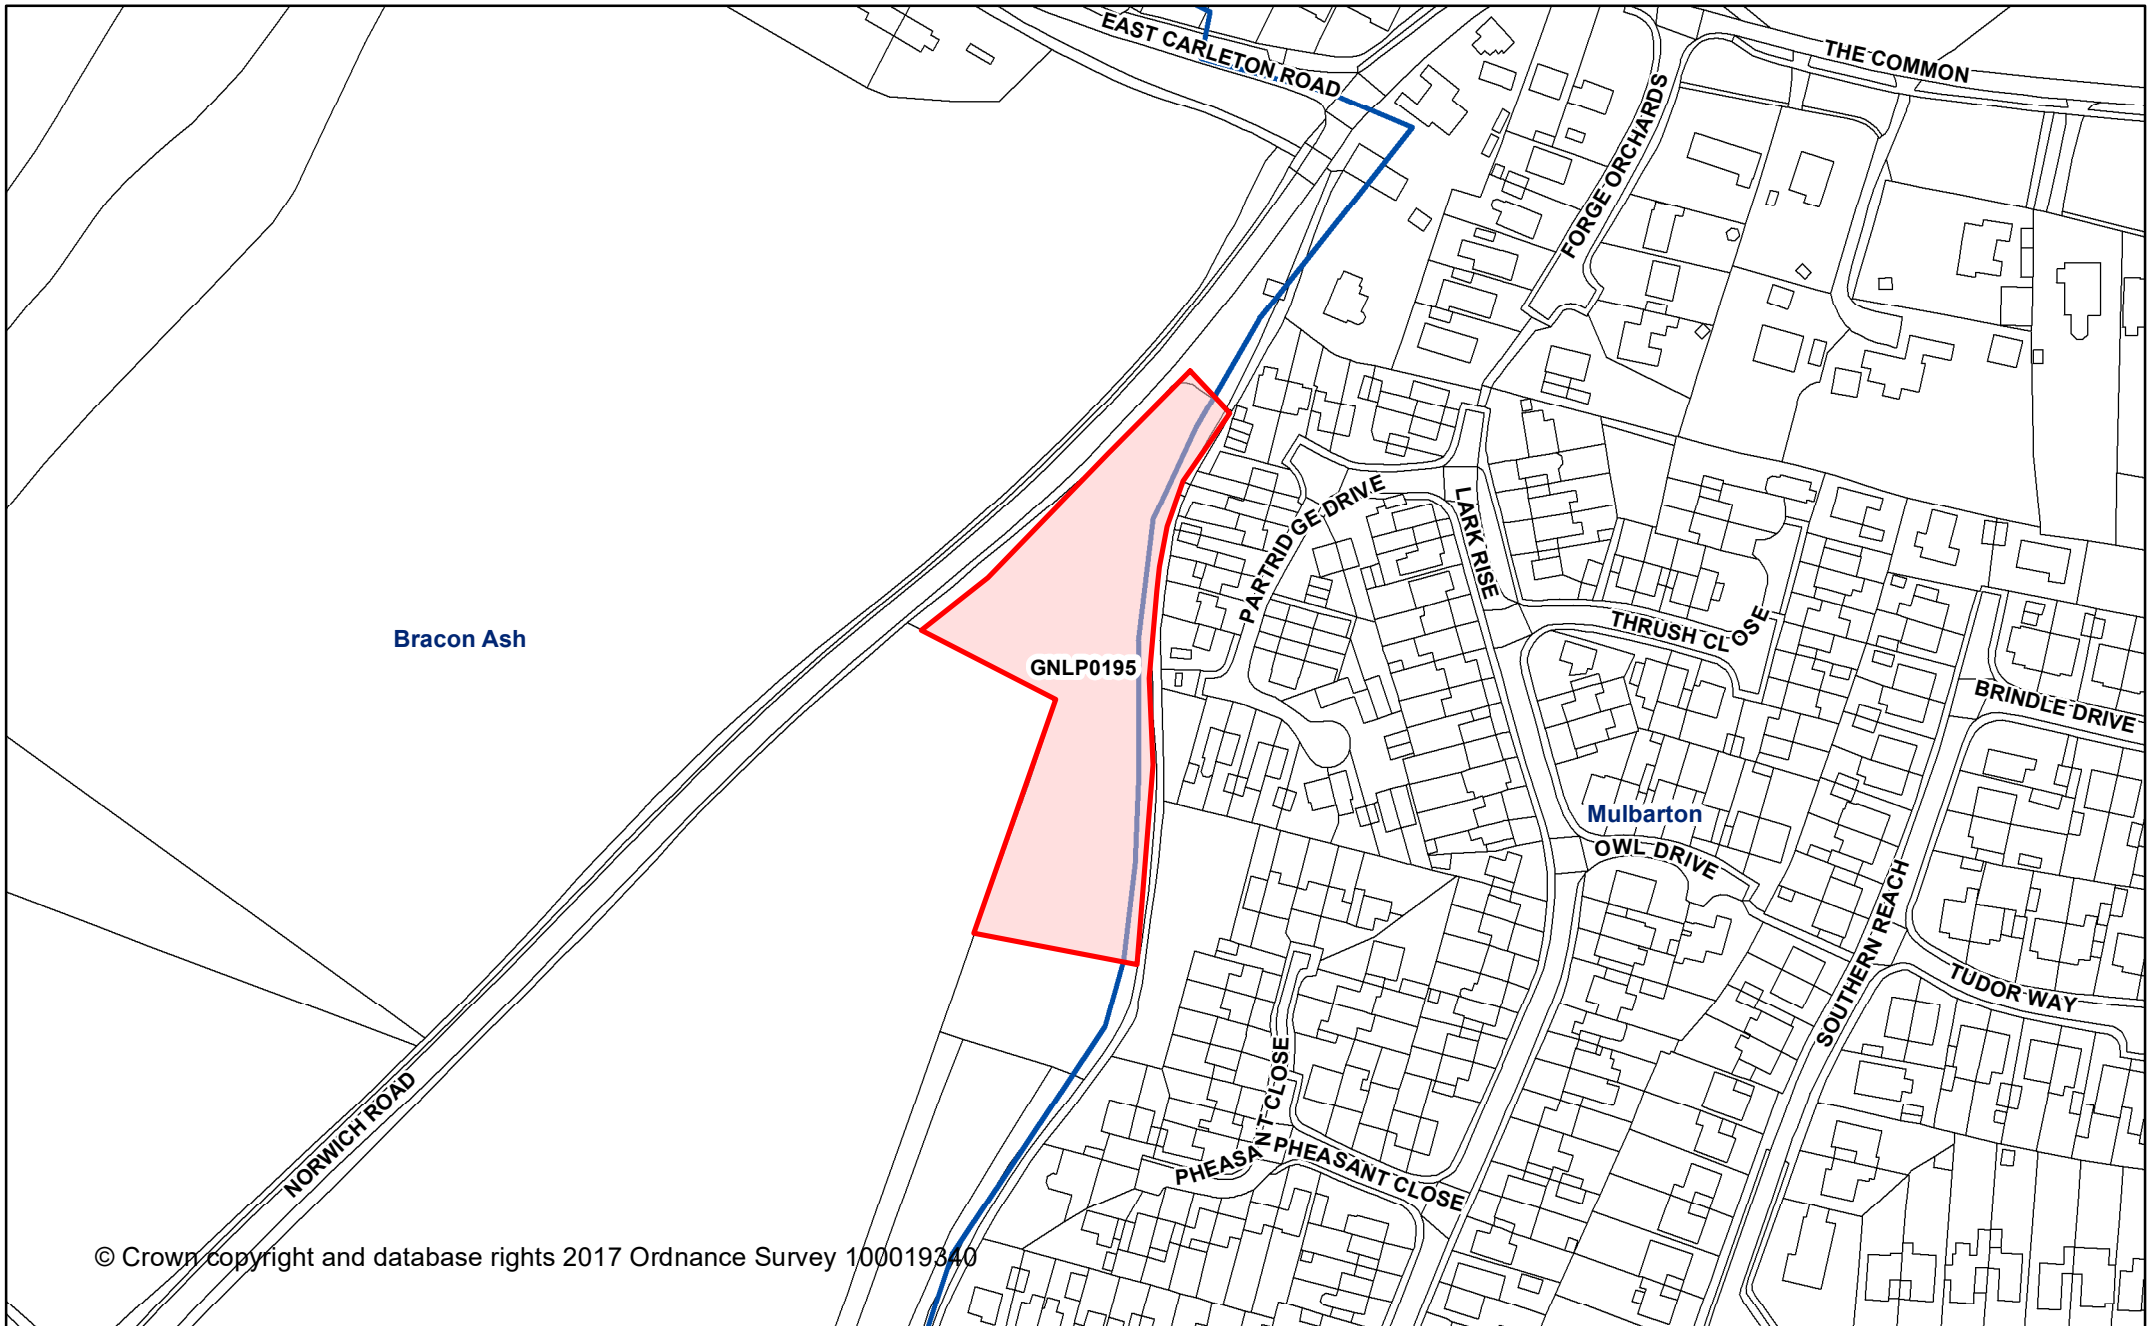 EAST CARLETON ROAD
THE COMMON
FORGE ORCHARDS
PARTRIDGE DRIVE
LARK RISE
THRUSH CLOSE
Bracon Ash
GNLP0195
BRINDLE DRIVE
Mulbarton
OWL DRIVE
SOUTHERN REACH
TUDOR WAY
NORWICH ROAD
PHEASANT CLOSE
PHEASANT CLOSE
© Crown copyright and database rights 2017 Ordnance Survey 100019340